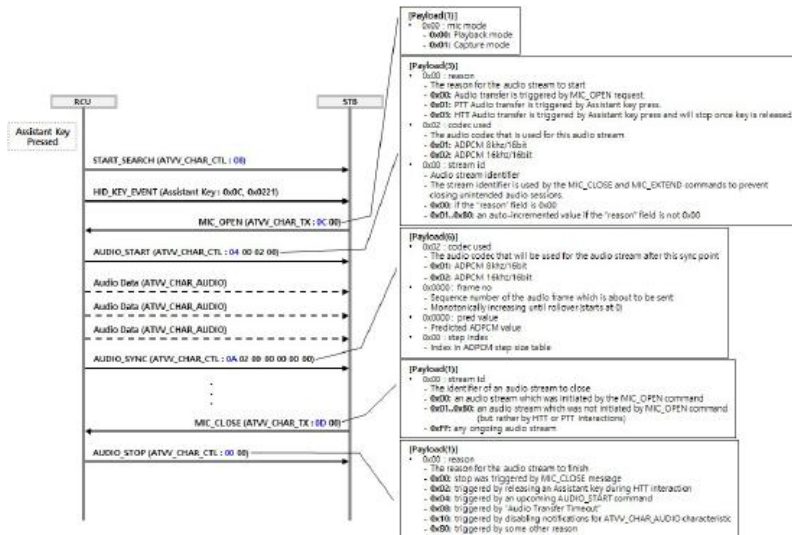 RCU
STB
Assistant Key
Pressed
START_SEARCH (ATVV_CHAR_CTL : 08)
HID_KEY_EVENT (Assistant Key : 0x0C, 0x0221)
MIC_OPEN (ATVV_CHAR_TX : 0C 00)
AUDIO_START (ATVV_CHAR_CTL : 04 00 02 00)
Audio Data (ATVV_CHAR_AUDIO)
Audio Data (ATVV_CHAR_AUDIO)
Audio Data (ATVV_CHAR_AUDIO)
AUDIO_SYNC (ATVV_CHAR_CTL : 0A 02 00 00 00 00 00)
MIC_CLOSE (ATVV_CHAR_TX : 0D 00)
AUDIO_STOP (ATVV_CHAR_CTL : 00 00)
[Payload(1)]
• 0x00 : mic mode
- 0x00: Playback mode
- 0x01: Capture mode
[Payload(3)]
• 0x00 : reason
- The reason for the audio stream to start
- 0x00: Audio transfer is triggered by MIC_OPEN request.
- 0x01: PTT Audio transfer is triggered by Assistant key press.
- 0x03: HTT Audio transfer is triggered by Assistant key press and will stop once key is released
• 0x02 : codec used
- The audio codec that is used for this audio stream
- 0x01: ADPCM 8khz/16bit
- 0x02: ADPCM 16khz/16bit
• 0x00 : stream id
- Audio stream identifier
- The stream identifier is used by the MIC_CLOSE and MIC_EXTEND commands to prevent
closing unintended audio sessions.
- 0x00: if the "reason" field is 0x00
- 0x01..0x80: an auto-incremented value if the "reason" field is not 0x00
[Payload(6)]
• 0x02 : codec used
- The audio codec that will be used for the audio stream after this sync point
- 0x01: ADPCM 8khz/16bit
- 0x02: ADPCM 16khz/16bit
• 0x0000 : frame no
- Sequence number of the audio frame which is about to be sent
- Monotonically increasing until rollover (starts at 0)
• 0x0000 : pred value
- Predicted ADPCM value
• 0x00 : step index
- Index in ADPCM step size table
[Payload(1)]
• 0x00 : stream id
- The identifier of an audio stream to close
- 0x00: an audio stream which was initiated by the MIC_OPEN command
- 0x01..0x80: an audio stream which was not initiated by MIC_OPEN command
(but rather by HTT or PTT interactions)
- 0xFF: any ongoing audio stream
[Payload(1)]
• 0x00 : reason
- The reason for the audio stream to finish
- 0x00: stop was triggered by MIC_CLOSE message
- 0x02: triggered by releasing an Assistant key during HTT interaction
- 0x04: triggered by an upcoming AUDIO_START command
- 0x08: triggered by "Audio Transfer Timeout"
- 0x10: triggered by disabling notifications for ATVV_CHAR_AUDIO characteristic
- 0x80: triggered by some other reason